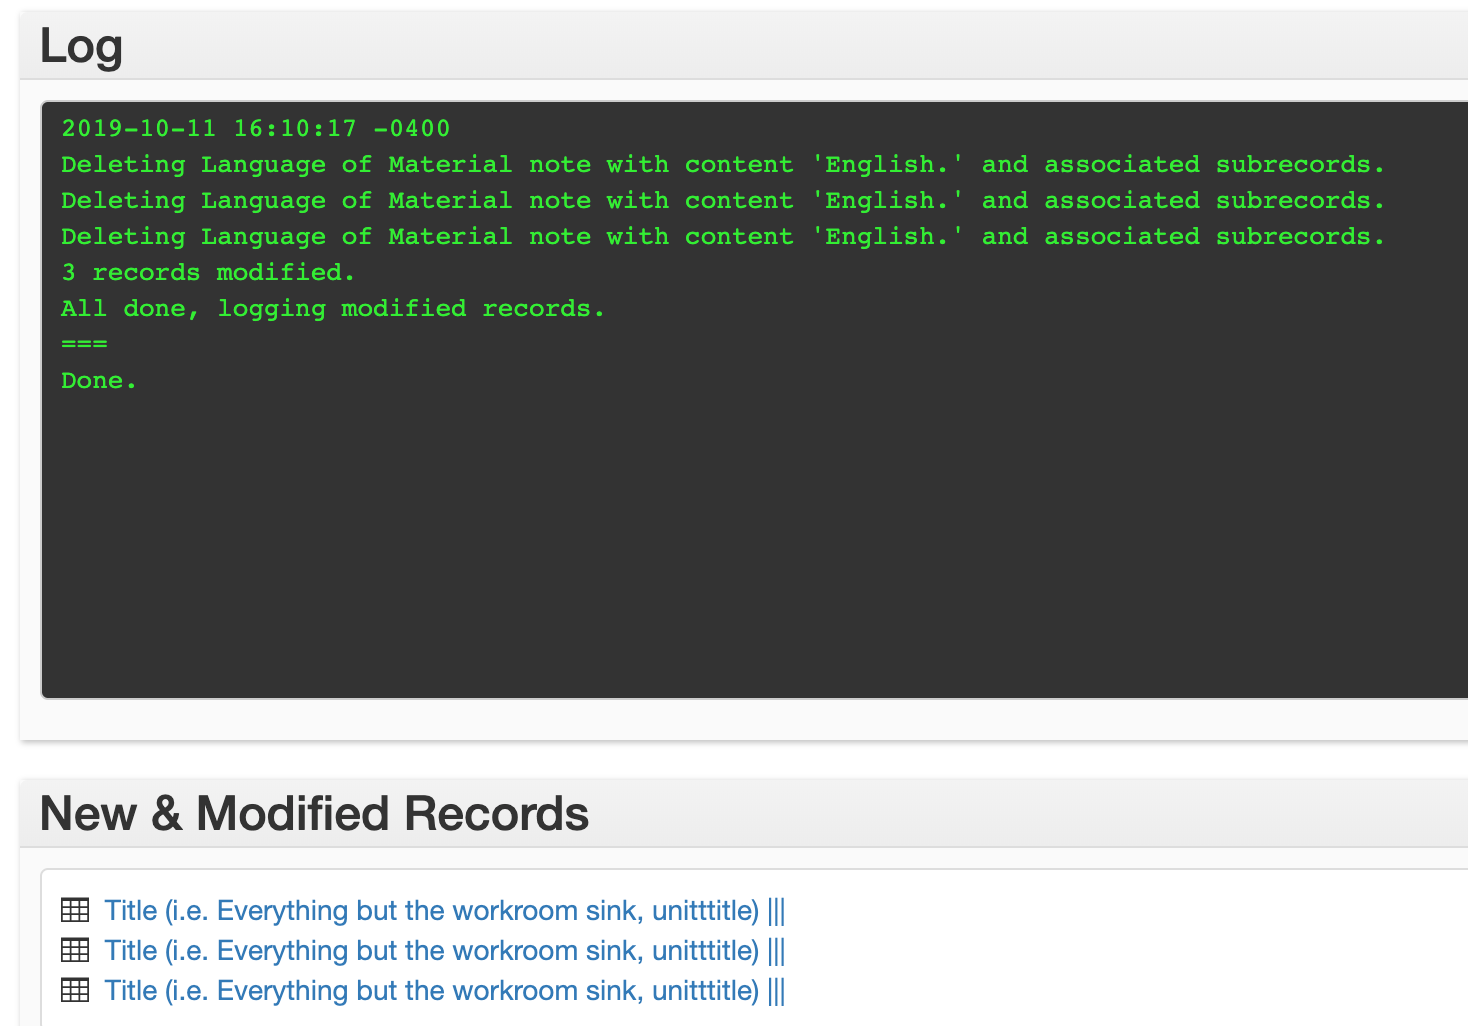 Log
2019-10-11 16:10:17 -0400
Deleting Language of Material note with content 'English.' and associated subrecords.
Deleting Language of Material note with content 'English.' and associated subrecords.
Deleting Language of Material note with content 'English.' and associated subrecords.
3 records modified.
All done, logging modified records.
===
Done.
New & Modified Records
Title (i.e. Everything but the workroom sink, unitttitle) |||
Title (i.e. Everything but the workroom sink, unitttitle) |||
Title (i.e. Everything but the workroom sink, unitttitle) |||